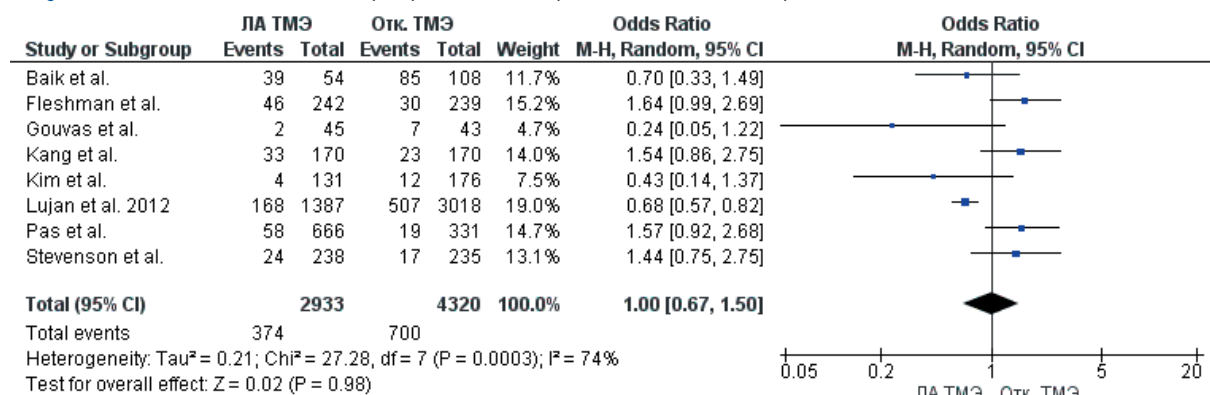 ЛА ТМЭ Отк. ТМЭ Odds Ratio Odds Ratio
Study or Subgroup Events Total Events Total Weight M-H, Random, 95% CI M-H, Random, 95% CI
Baik et al. 39 54 85 108 11.7% 0.70 [0.33, 1.49]
Fleshman et al. 46 242 30 239 15.2% 1.64 [0.99, 2.69]
Gouvas et al. 2 45 7 43 4.7% 0.24 [0.05, 1.22]
Kang et al. 33 170 23 170 14.0% 1.54 [0.86, 2.75]
Kim et al. 4 131 12 176 7.5% 0.43 [0.14, 1.37]
Lujan et al. 2012 168 1387 507 3018 19.0% 0.68 [0.57, 0.82]
Pas et al. 58 666 19 331 14.7% 1.57 [0.92, 2.68]
Stevenson et al. 24 238 17 235 13.1% 1.44 [0.75, 2.75]
Total (95% CI) 2933 4320 100.0% 1.00 [0.67, 1.50]
Total events 374 700
Heterogeneity: Tau² = 0.21; Chi² = 27.28, df = 7 (P = 0.0003); I² = 74%
Test for overall effect: Z = 0.02 (P = 0.98)
0.05 0.2 1 5 20
ЛА ТМЭ Отк. ТМЭ